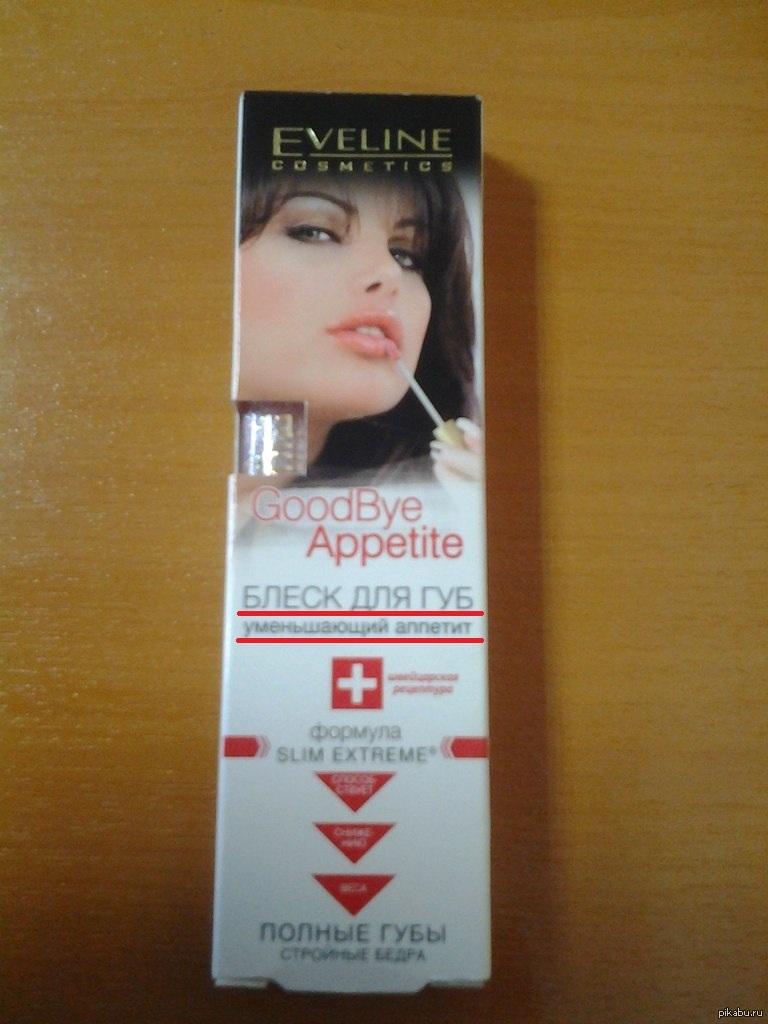 EVELINE
COSMETICS
GoodBye
Appetite
БЛЕСК ДЛЯ ГУБ
уменьшающий аппетит
швейцарская
рецептура
формула
SLIM EXTREME®
СПОСОБ-
СТВУЕТ
СНИЖЕ-
НИЮ
ВЕСА
ПОЛНЫЕ ГУБЫ
СТРОЙНЫЕ БЕДРА
pikabu.ru